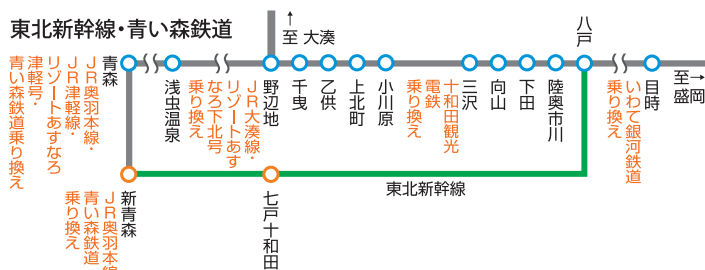 東北新幹線・青い森鉄道
↑
至 大湊
八戸
青森
JR奥羽本線・
JR津軽線・
リゾートあすなろ
津軽号・
青い森鉄道乗り換え
浅虫温泉
野辺地
JR大湊線・
リゾートあす
なろ下北号
乗り換え
千曳
乙供
上北町
小川原
三沢
十和田観光
電鉄
乗り換え
向山
下田
陸奥市川
目時
いわて銀河鉄道
乗り換え
至→
盛岡
東北新幹線
新青森
JR奥羽本線
青い森鉄道
乗り換え
七戸十和田